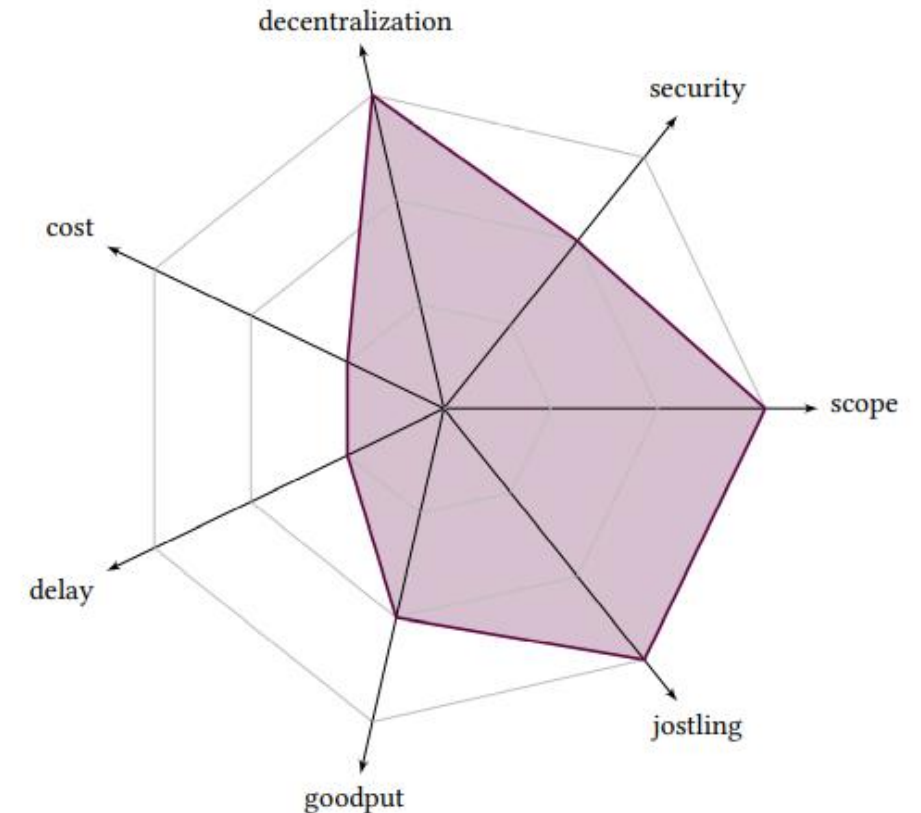 decentralization
security
cost
scope
delay
jostling
goodput